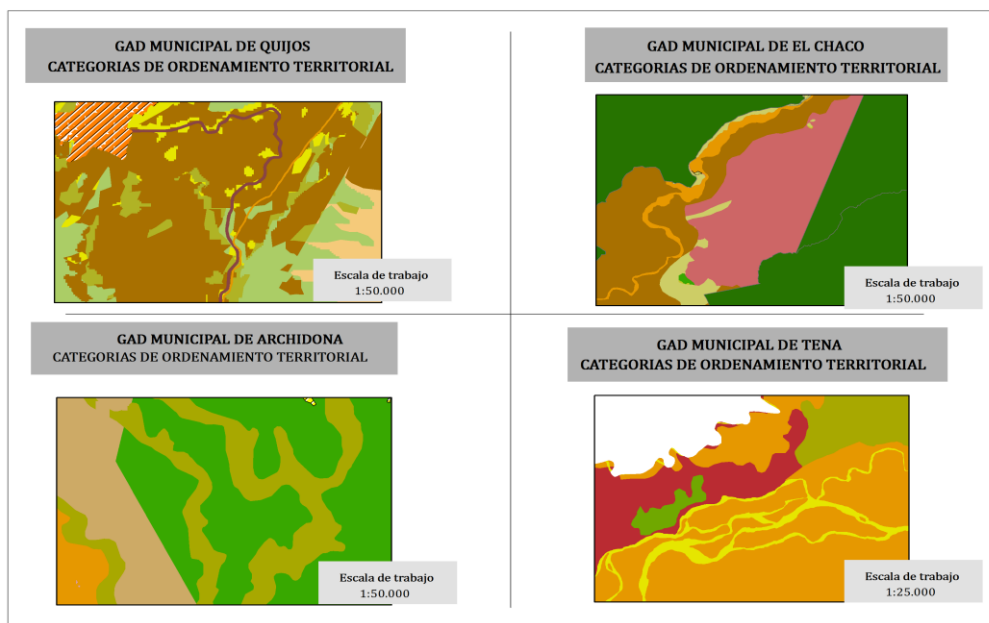 GAD MUNICIPAL DE QUIJOS
CATEGORIAS DE ORDENAMIENTO TERRITORIAL
Escala de trabajo
1:50.000
GAD MUNICIPAL DE EL CHACO
CATEGORIAS DE ORDENAMIENTO TERRITORIAL
Escala de trabajo
1:50.000
GAD MUNICIPAL DE ARCHIDONA
CATEGORIAS DE ORDENAMIENTO TERRITORIAL
Escala de trabajo
1:50.000
GAD MUNICIPAL DE TENA
CATEGORIAS DE ORDENAMIENTO TERRITORIAL
Escala de trabajo
1:25.000